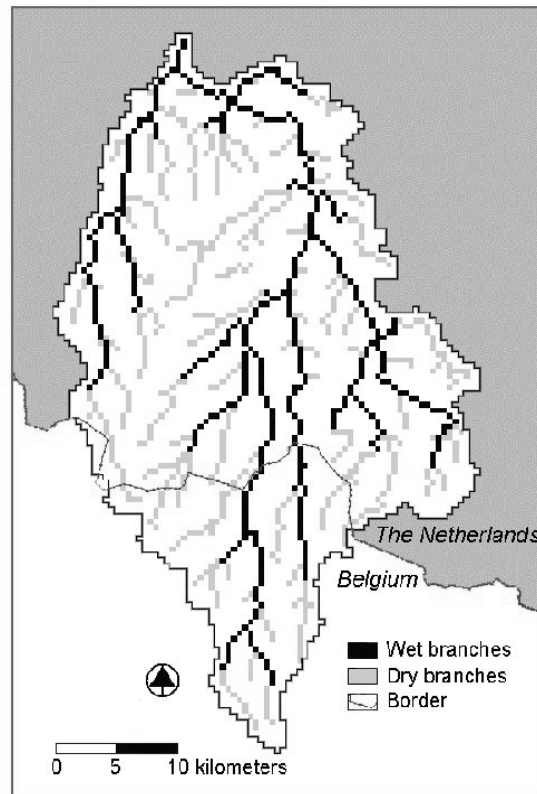 The Netherlands
Belgium
Wet branches
Dry branches
Border
0 5 10 kilometers